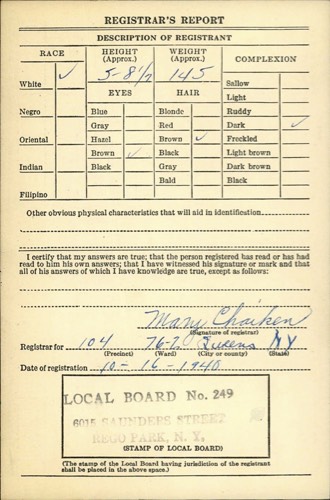 REGISTRAR'S REPORT
DESCRIPTION OF REGISTRANT
RACE HEIGHT (Approx.) WEIGHT (Approx.) COMPLEXION
White ✓ 5-8 1/2 145 Sallow
EYES HAIR Light
Negro Blue Blonde Ruddy
Gray Red Dark ✓
Oriental Hazel Brown ✓ Freckled
Brown ✓ Black Light brown
Indian Black Gray Dark brown
Bald Black
Filipino
Other obvious physical characteristics that will aid in identification
I certify that my answers are true; that the person registered has read or has had
read to him his own answers; that I have witnessed his signature or mark and that
all of his answers of which I have knowledge are true, except as follows:
Mary Chaiken
(Signature of registrar)
Registrar for 104 76-2 Queens NY
(Precinct) (Ward) (City or county) (State)
Date of registration 10-16-1940
LOCAL BOARD No. 249
6015 SAUNDERS STREET
REGO PARK, N. Y.
(STAMP OF LOCAL BOARD)
(The stamp of the Local Board having jurisdiction of the registrant
shall be placed in the above space.)